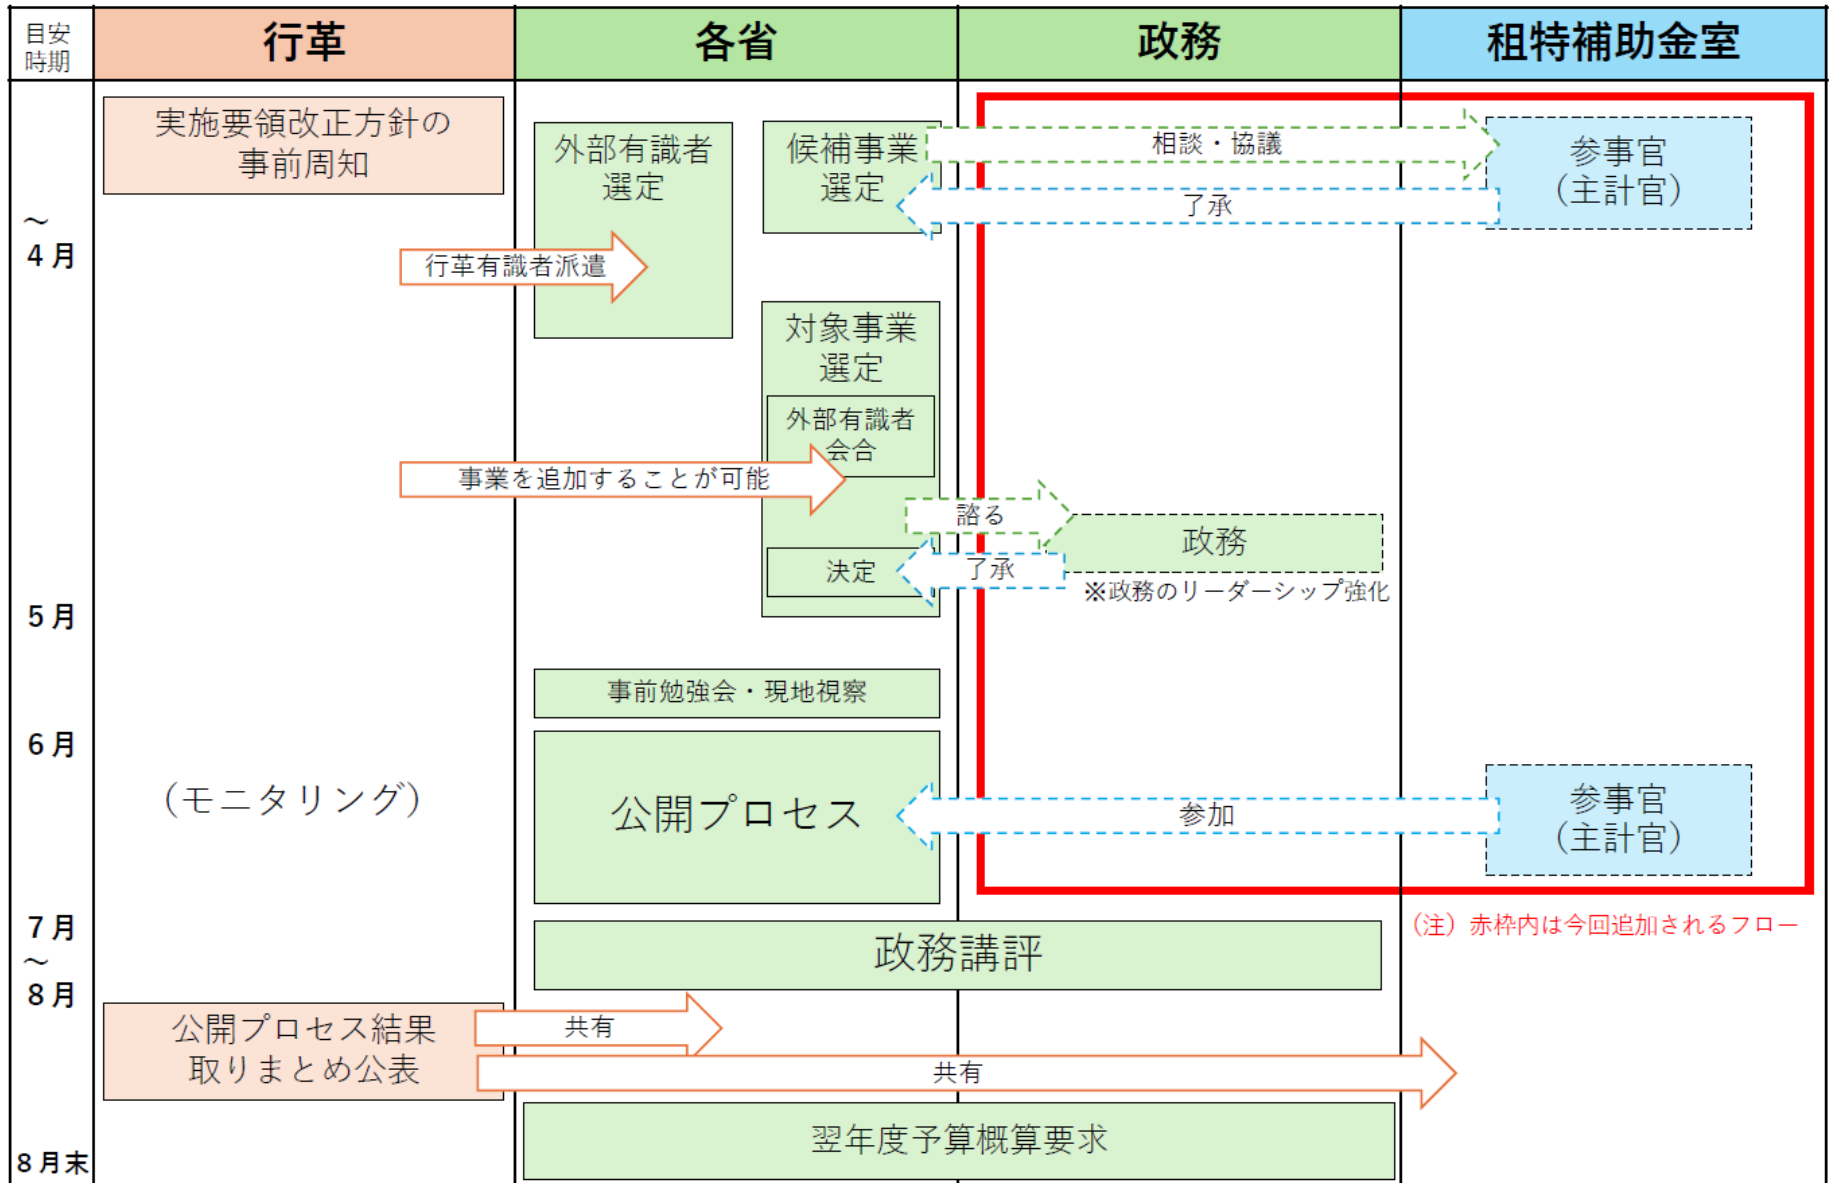 目安
時期
行革
各省
政務
租特補助金室
実施要領改正方針の
事前周知
外部有識者
選定
候補事業
選定
相談・協議
了承
参事官
（主計官）
～
４月
行革有識者派遣
対象事業
選定
外部有識者
会合
事業を追加することが可能
諮る
政務
決定
了承
※政務のリーダーシップ強化
５月
事前勉強会・現地視察
６月
（モニタリング）
公開プロセス
参加
参事官
（主計官）
７月
～
８月
政務講評
（注）赤枠内は今回追加されるフロー
公開プロセス結果
取りまとめ公表
共有
共有
翌年度予算概算要求
８月末